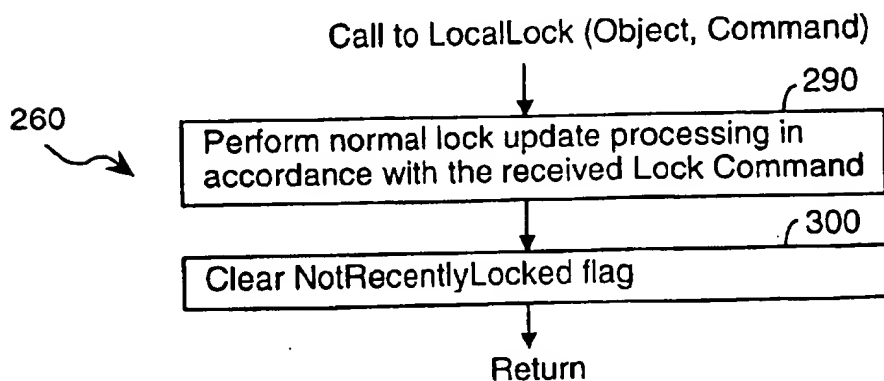 Call to LocalLock (Object, Command)
290
260
Perform normal lock update processing in
accordance with the received Lock Command
300
Clear NotRecentlyLocked flag
Return